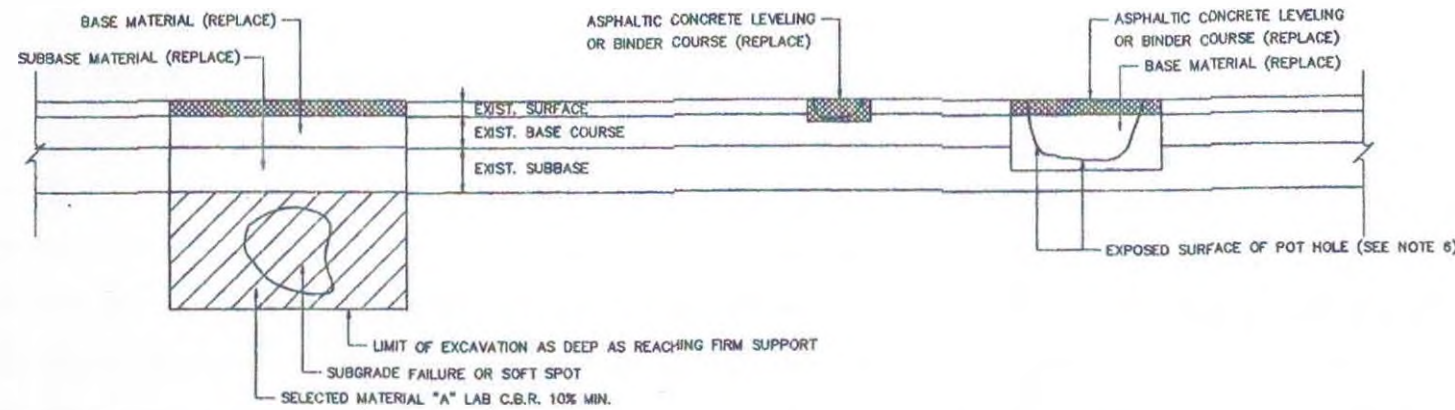 BASE MATERIAL (REPLACE)
SUBBASE MATERIAL (REPLACE)
ASPHALTIC CONCRETE LEVELING
OR BINDER COURSE (REPLACE)
ASPHALTIC CONCRETE LEVELING
OR BINDER COURSE (REPLACE)
BASE MATERIAL (REPLACE)
EXIST. SURFACE
EXIST. BASE COURSE
EXIST. SUBBASE
EXPOSED SURFACE OF POT HOLE (SEE NOTE 6)
LIMIT OF EXCAVATION AS DEEP AS REACHING FIRM SUPPORT
SUBGRADE FAILURE OR SOFT SPOT
SELECTED MATERIAL "A" LAB C.B.R. 10% MIN.